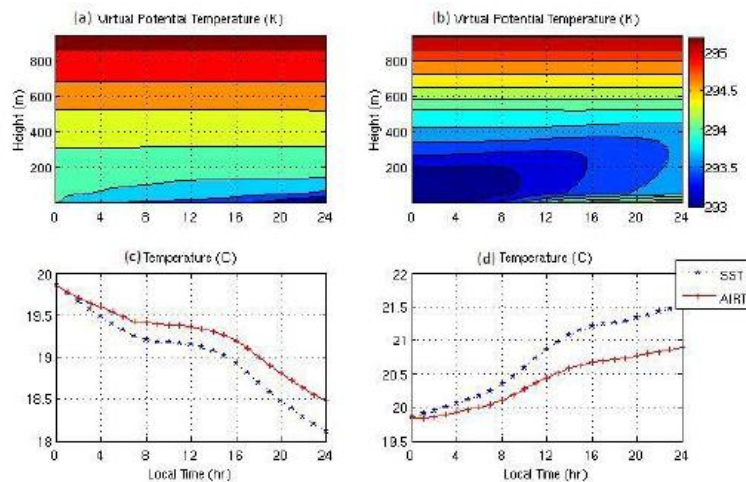 (a) Virtual Potential Temperature (K)
Height (m)
800
600
400
200
0 4 8 12 16 20 24
(b) Virtual Potential Temperature (K)
Height (m)
800
600
400
200
0 4 8 12 16 20 24
295
294.5
294
293.5
293
(c) Temperature (C)
20
19.5
19
18.5
18
0 4 8 12 16 20 24
Local Time (hr)
(d) Temperature (C)
22
21.5
21
20.5
20
19.5
0 4 8 12 16 20 24
Local Time (hr)
SST
AIRT